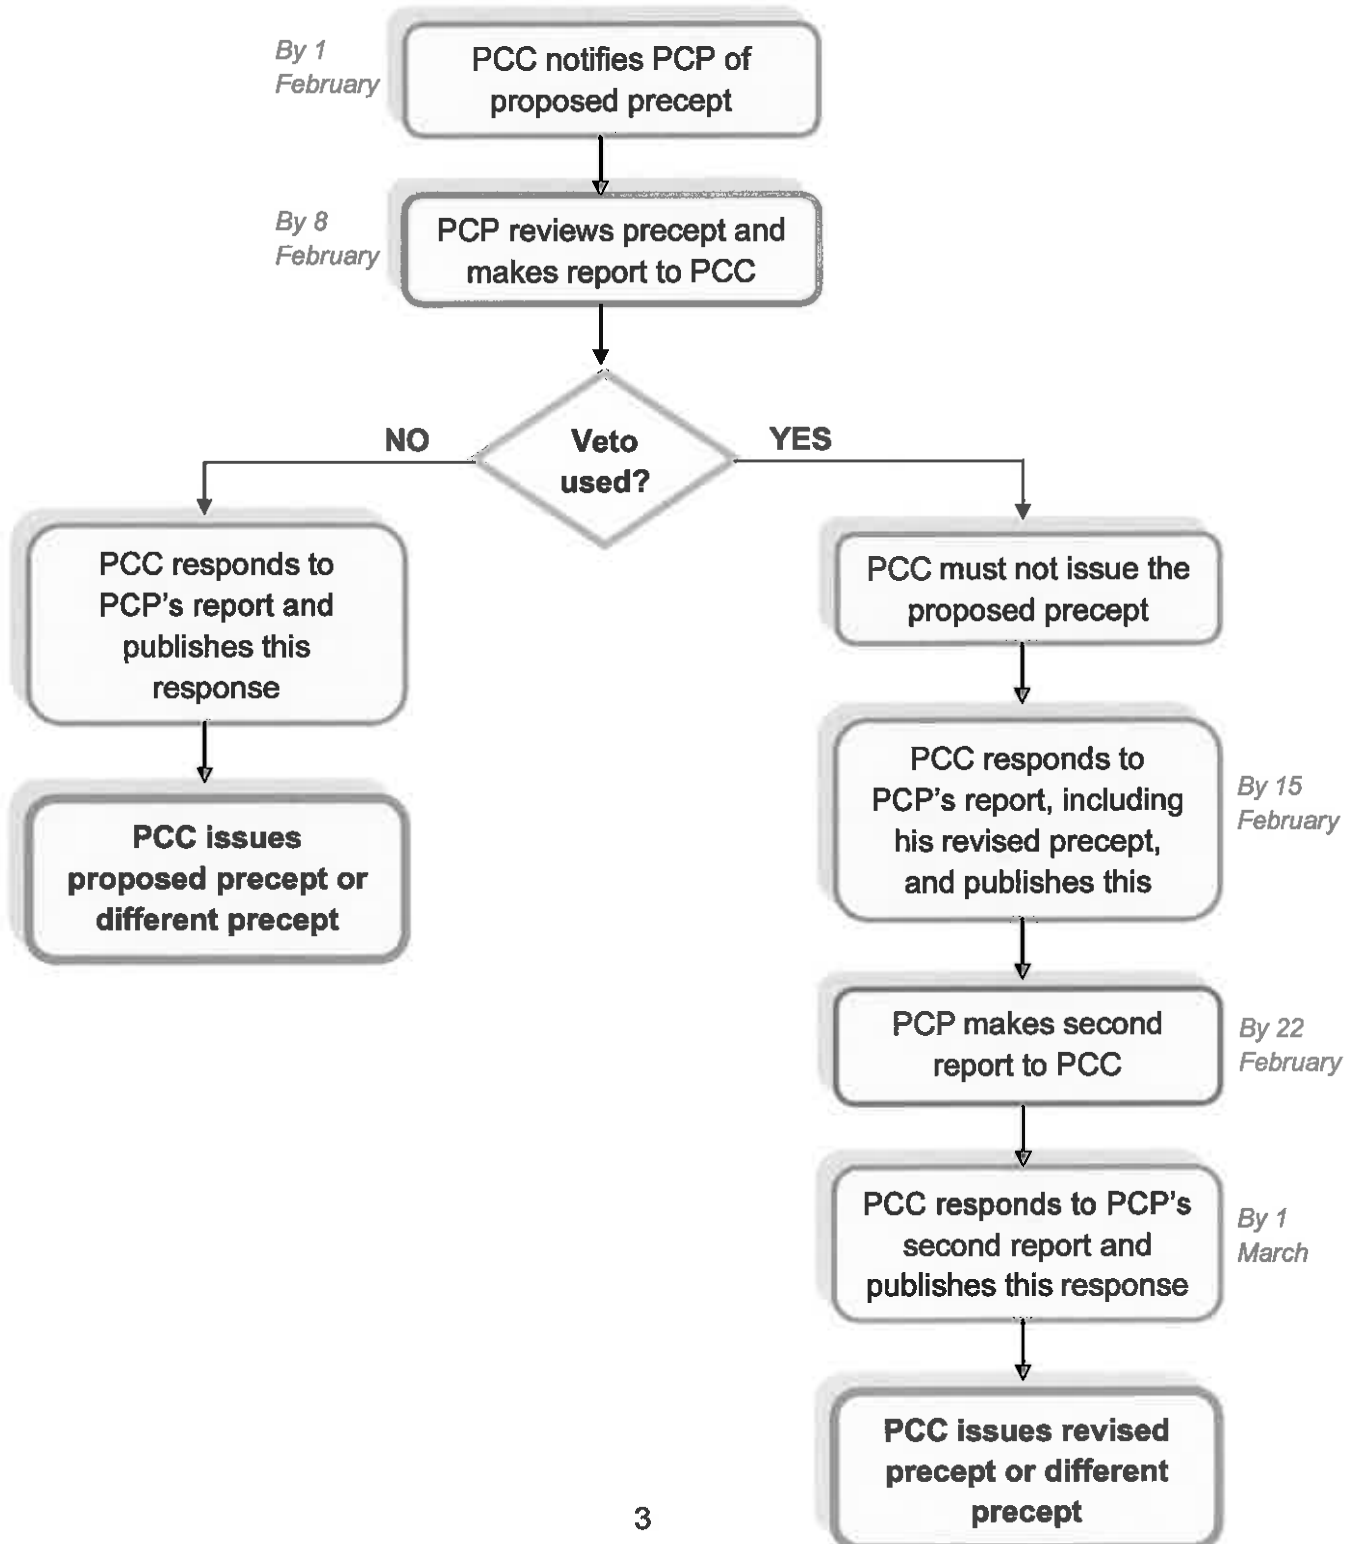 By 1
February
PCC notifies PCP of
proposed precept
By 8
February
PCP reviews precept and
makes report to PCC
NO
Veto
used?
YES
PCC responds to
PCP's report and
publishes this
response
PCC issues
proposed precept or
different precept
PCC must not issue the
proposed precept
PCC responds to
PCP's report, including
his revised precept,
and publishes this
By 15
February
PCP makes second
report to PCC
By 22
February
PCC responds to PCP's
second report and
publishes this response
By 1
March
PCC issues revised
precept or different
precept
3